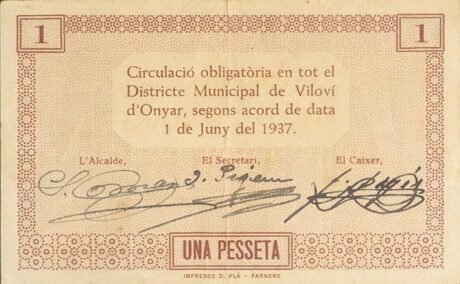 1 1
Circulació obligatòria en tot el
Districte Municipal de Viloví
d'Onyar, segons acord de data
1 de Juny del 1937.
L'Alcalde, El Secretari, El Caixer,
UNA PESSETA
IMPRESOS D. PLÁ - FARNERS